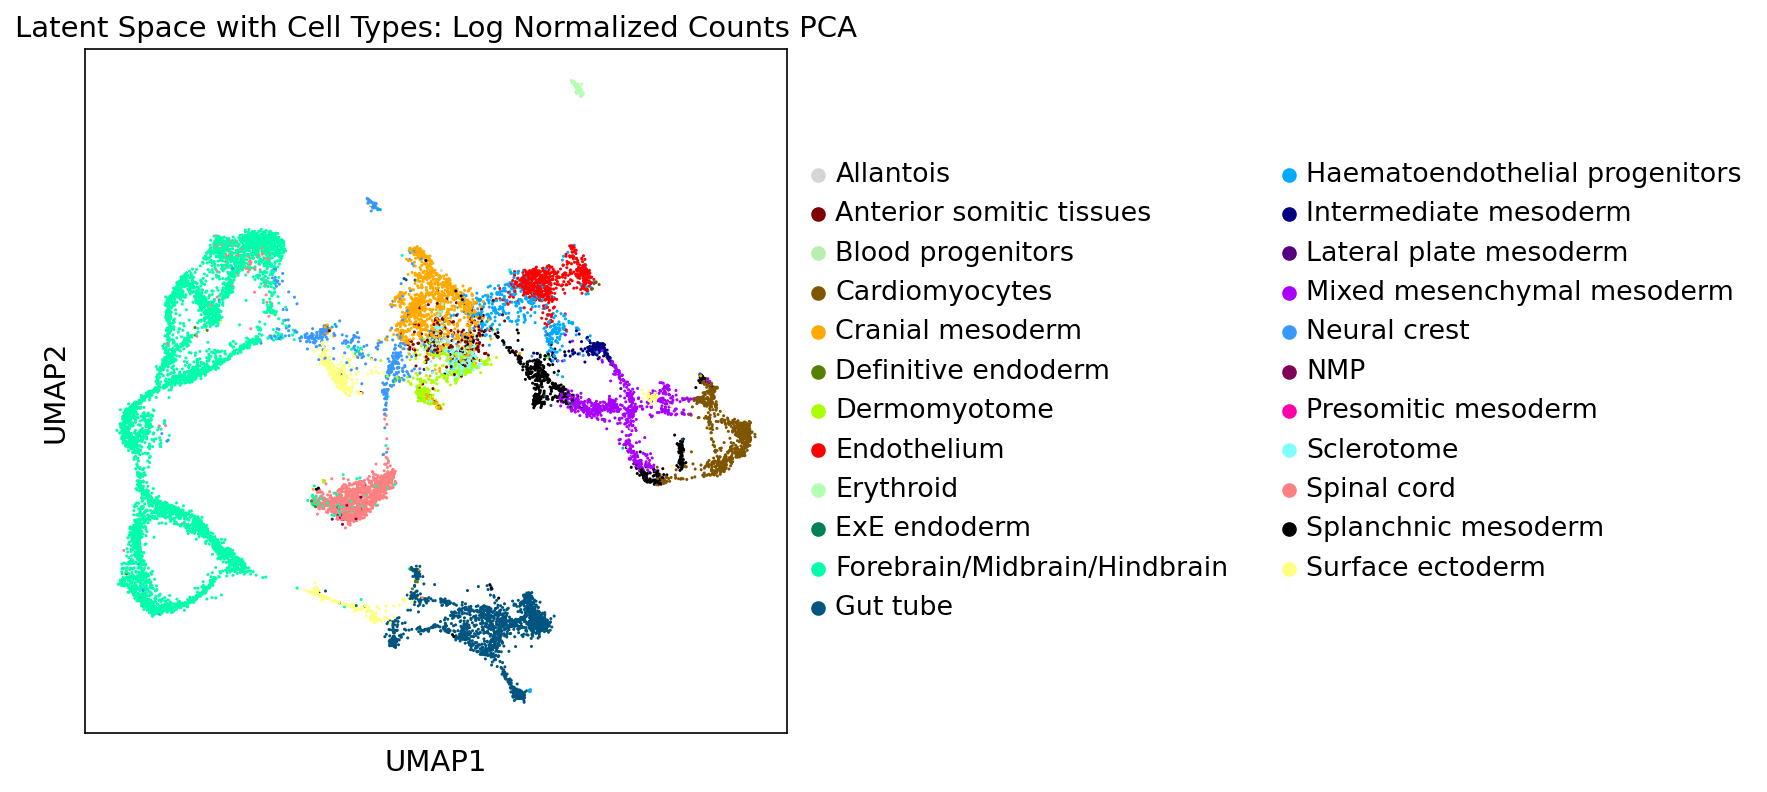 Latent Space with Cell Types: Log Normalized Counts PCA
UMAP2
UMAP1
Allantois
Anterior somitic tissues
Blood progenitors
Cardiomyocytes
Cranial mesoderm
Definitive endoderm
Dermomyotome
Endothelium
Erythroid
ExE endoderm
Forebrain/Midbrain/Hindbrain
Gut tube
Haematoendothelial progenitors
Intermediate mesoderm
Lateral plate mesoderm
Mixed mesenchymal mesoderm
Neural crest
NMP
Presomitic mesoderm
Sclerotome
Spinal cord
Splanchnic mesoderm
Surface ectoderm